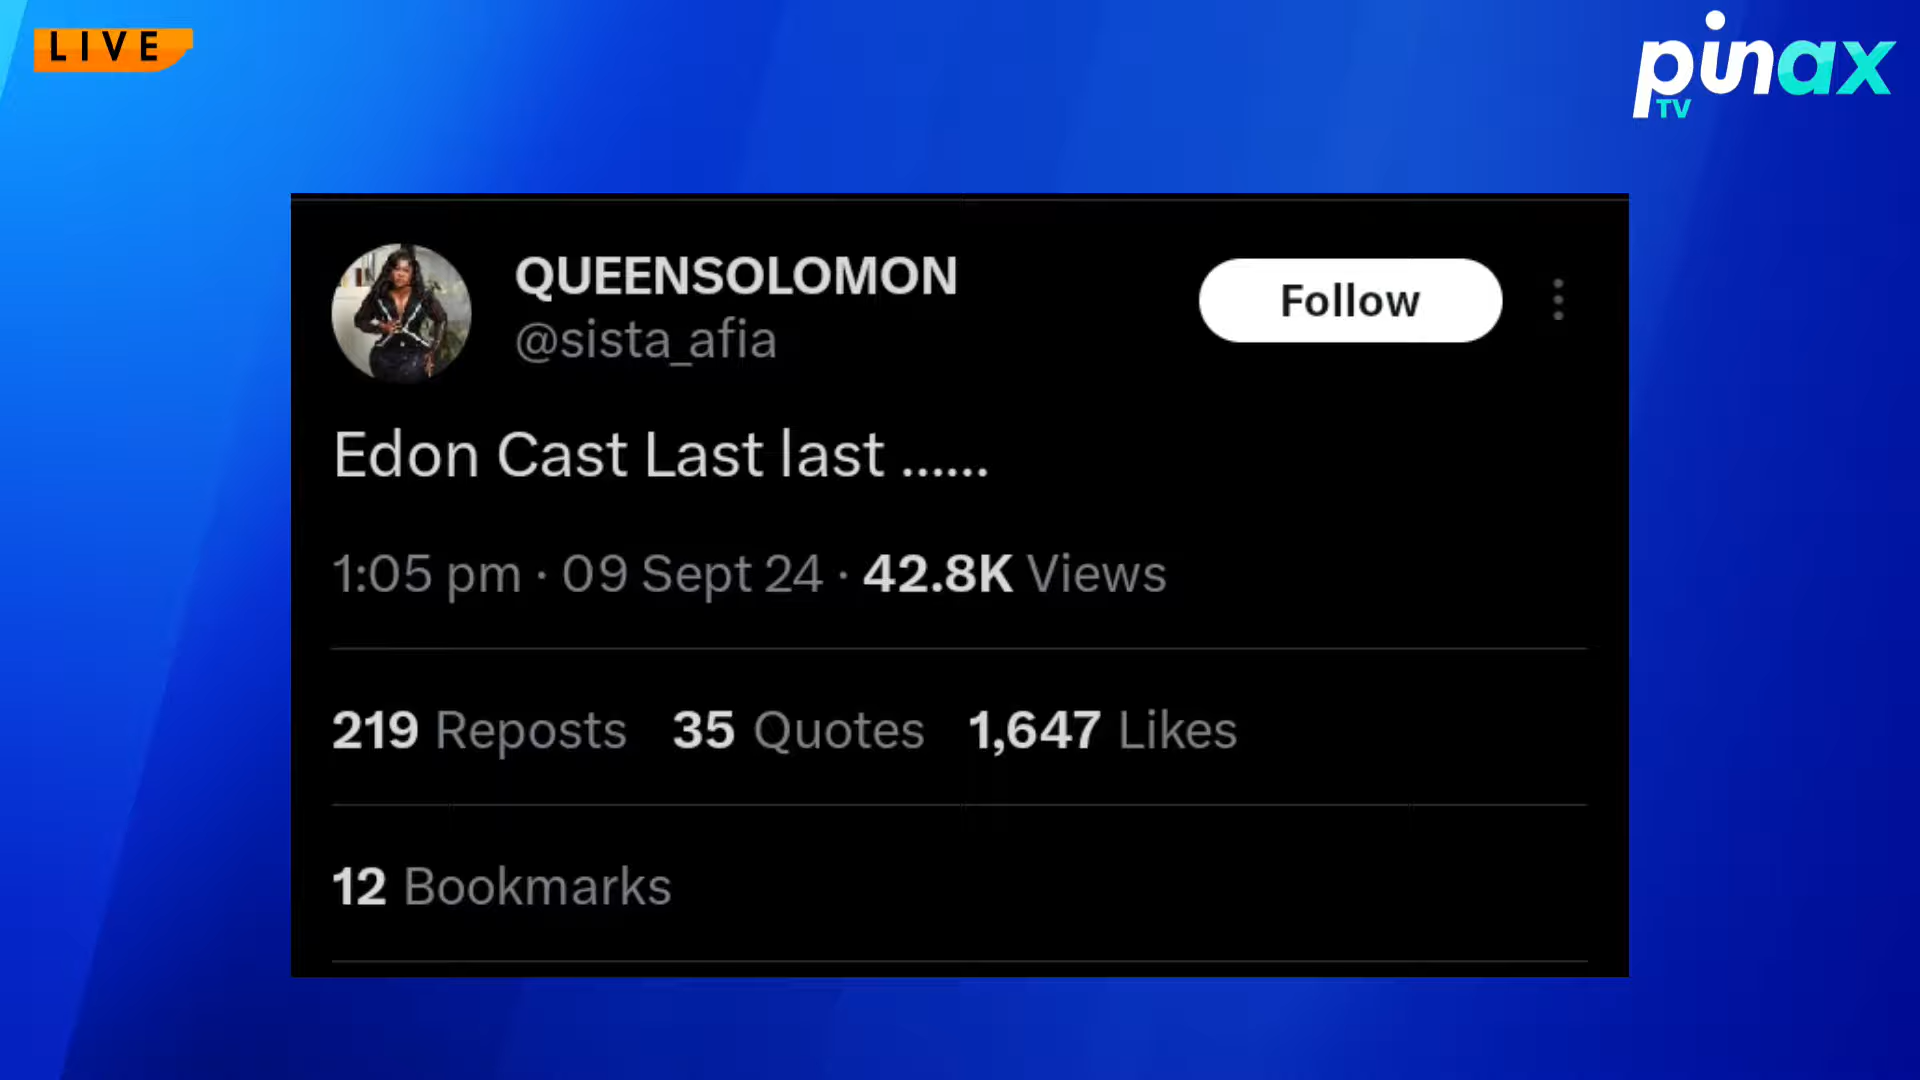 LIVE
pinax
TV
QUEENSOLOMON
@sista_afia
Follow
Edon Cast Last last ......
1:05 pm · 09 Sept 24 · 42.8K Views
219 Reposts 35 Quotes 1,647 Likes
12 Bookmarks